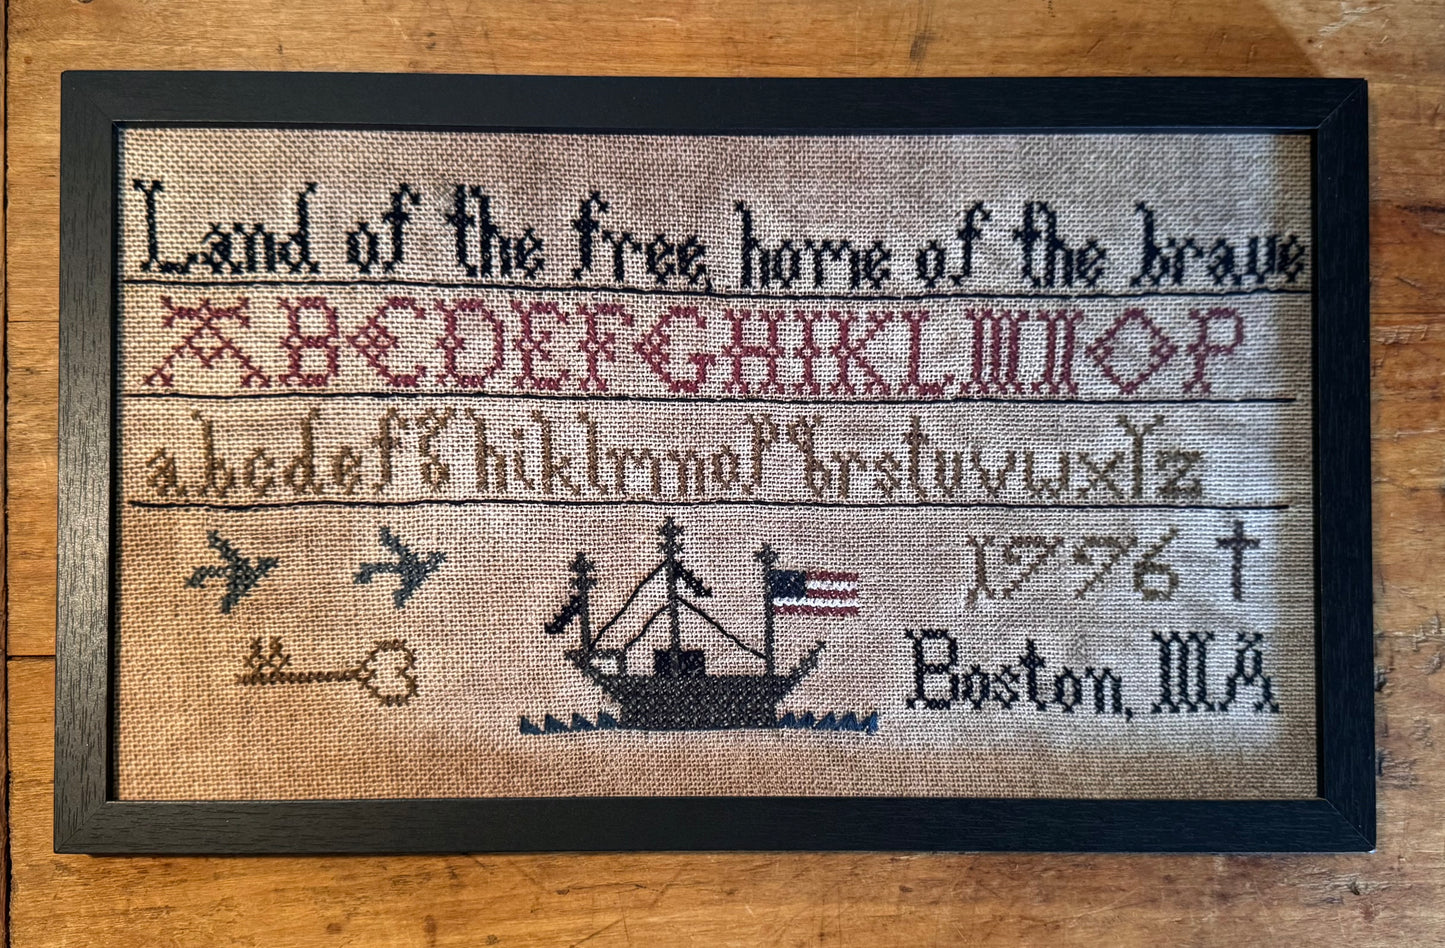 Land of the free, home of the brave
ABCDEFGHIKLMNOP
abcdefghiklmnopqrstuvwxyz
1776
Boston, MA